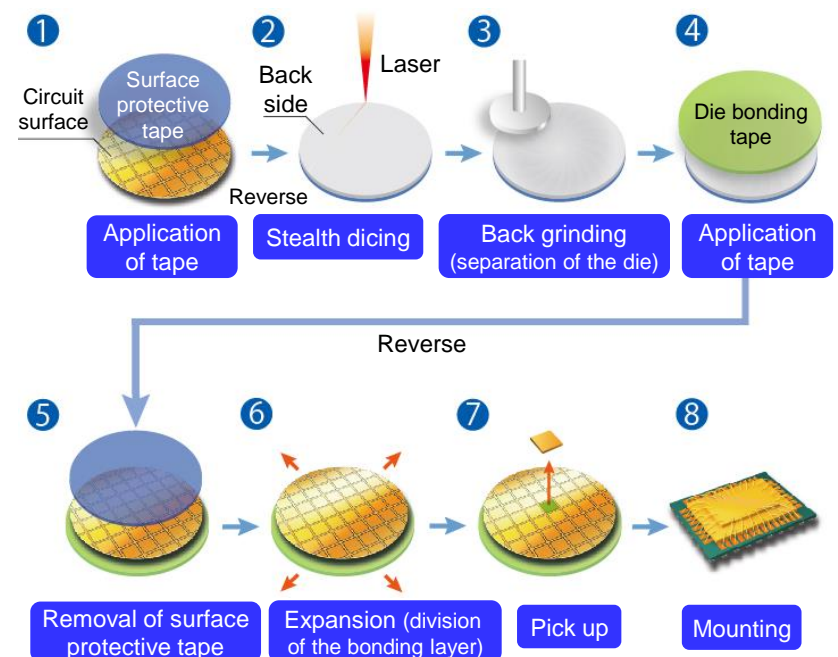 1
Circuit
surface
Surface
protective
tape
Application
of tape
2
Back
side
Laser
Reverse
Stealth dicing
3
Back grinding
(separation of the die)
4
Die bonding
tape
Application
of tape
Reverse
5
Removal of surface
protective tape
6
Expansion (division
of the bonding layer)
7
Pick up
8
Mounting